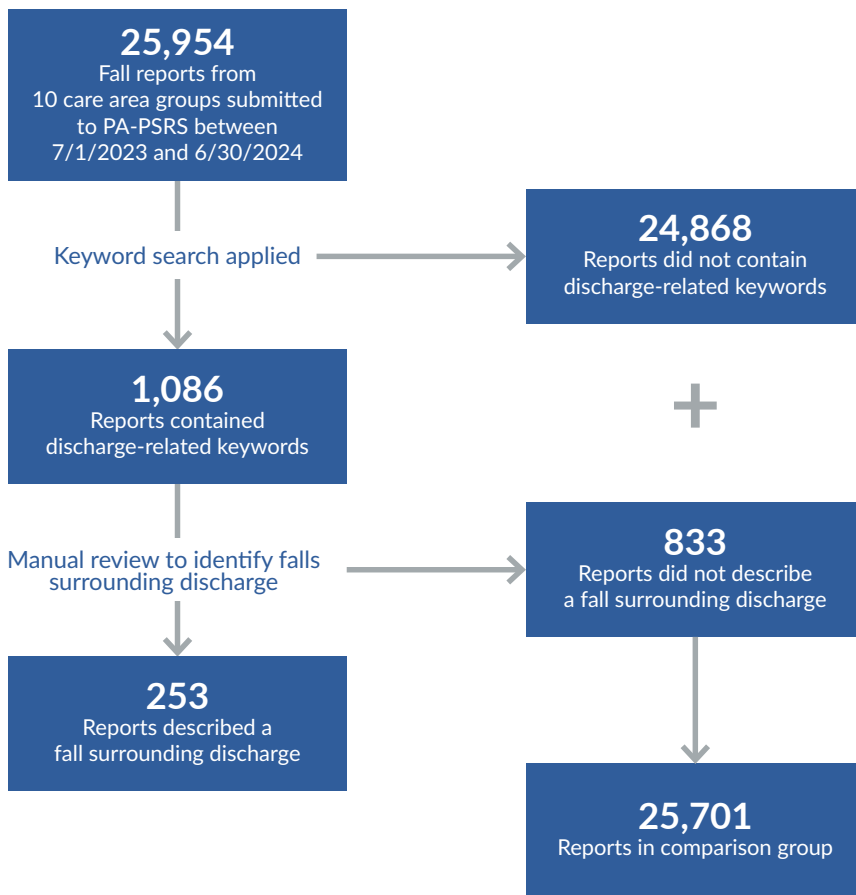 25,954
Fall reports from
10 care area groups submitted
to PA-PSRS between
7/1/2023 and 6/30/2024
Keyword search applied
24,868
Reports did not contain
discharge-related keywords
1,086
Reports contained
discharge-related keywords
+
Manual review to identify falls
surrounding discharge
833
Reports did not describe
a fall surrounding discharge
253
Reports described a
fall surrounding discharge
25,701
Reports in comparison group